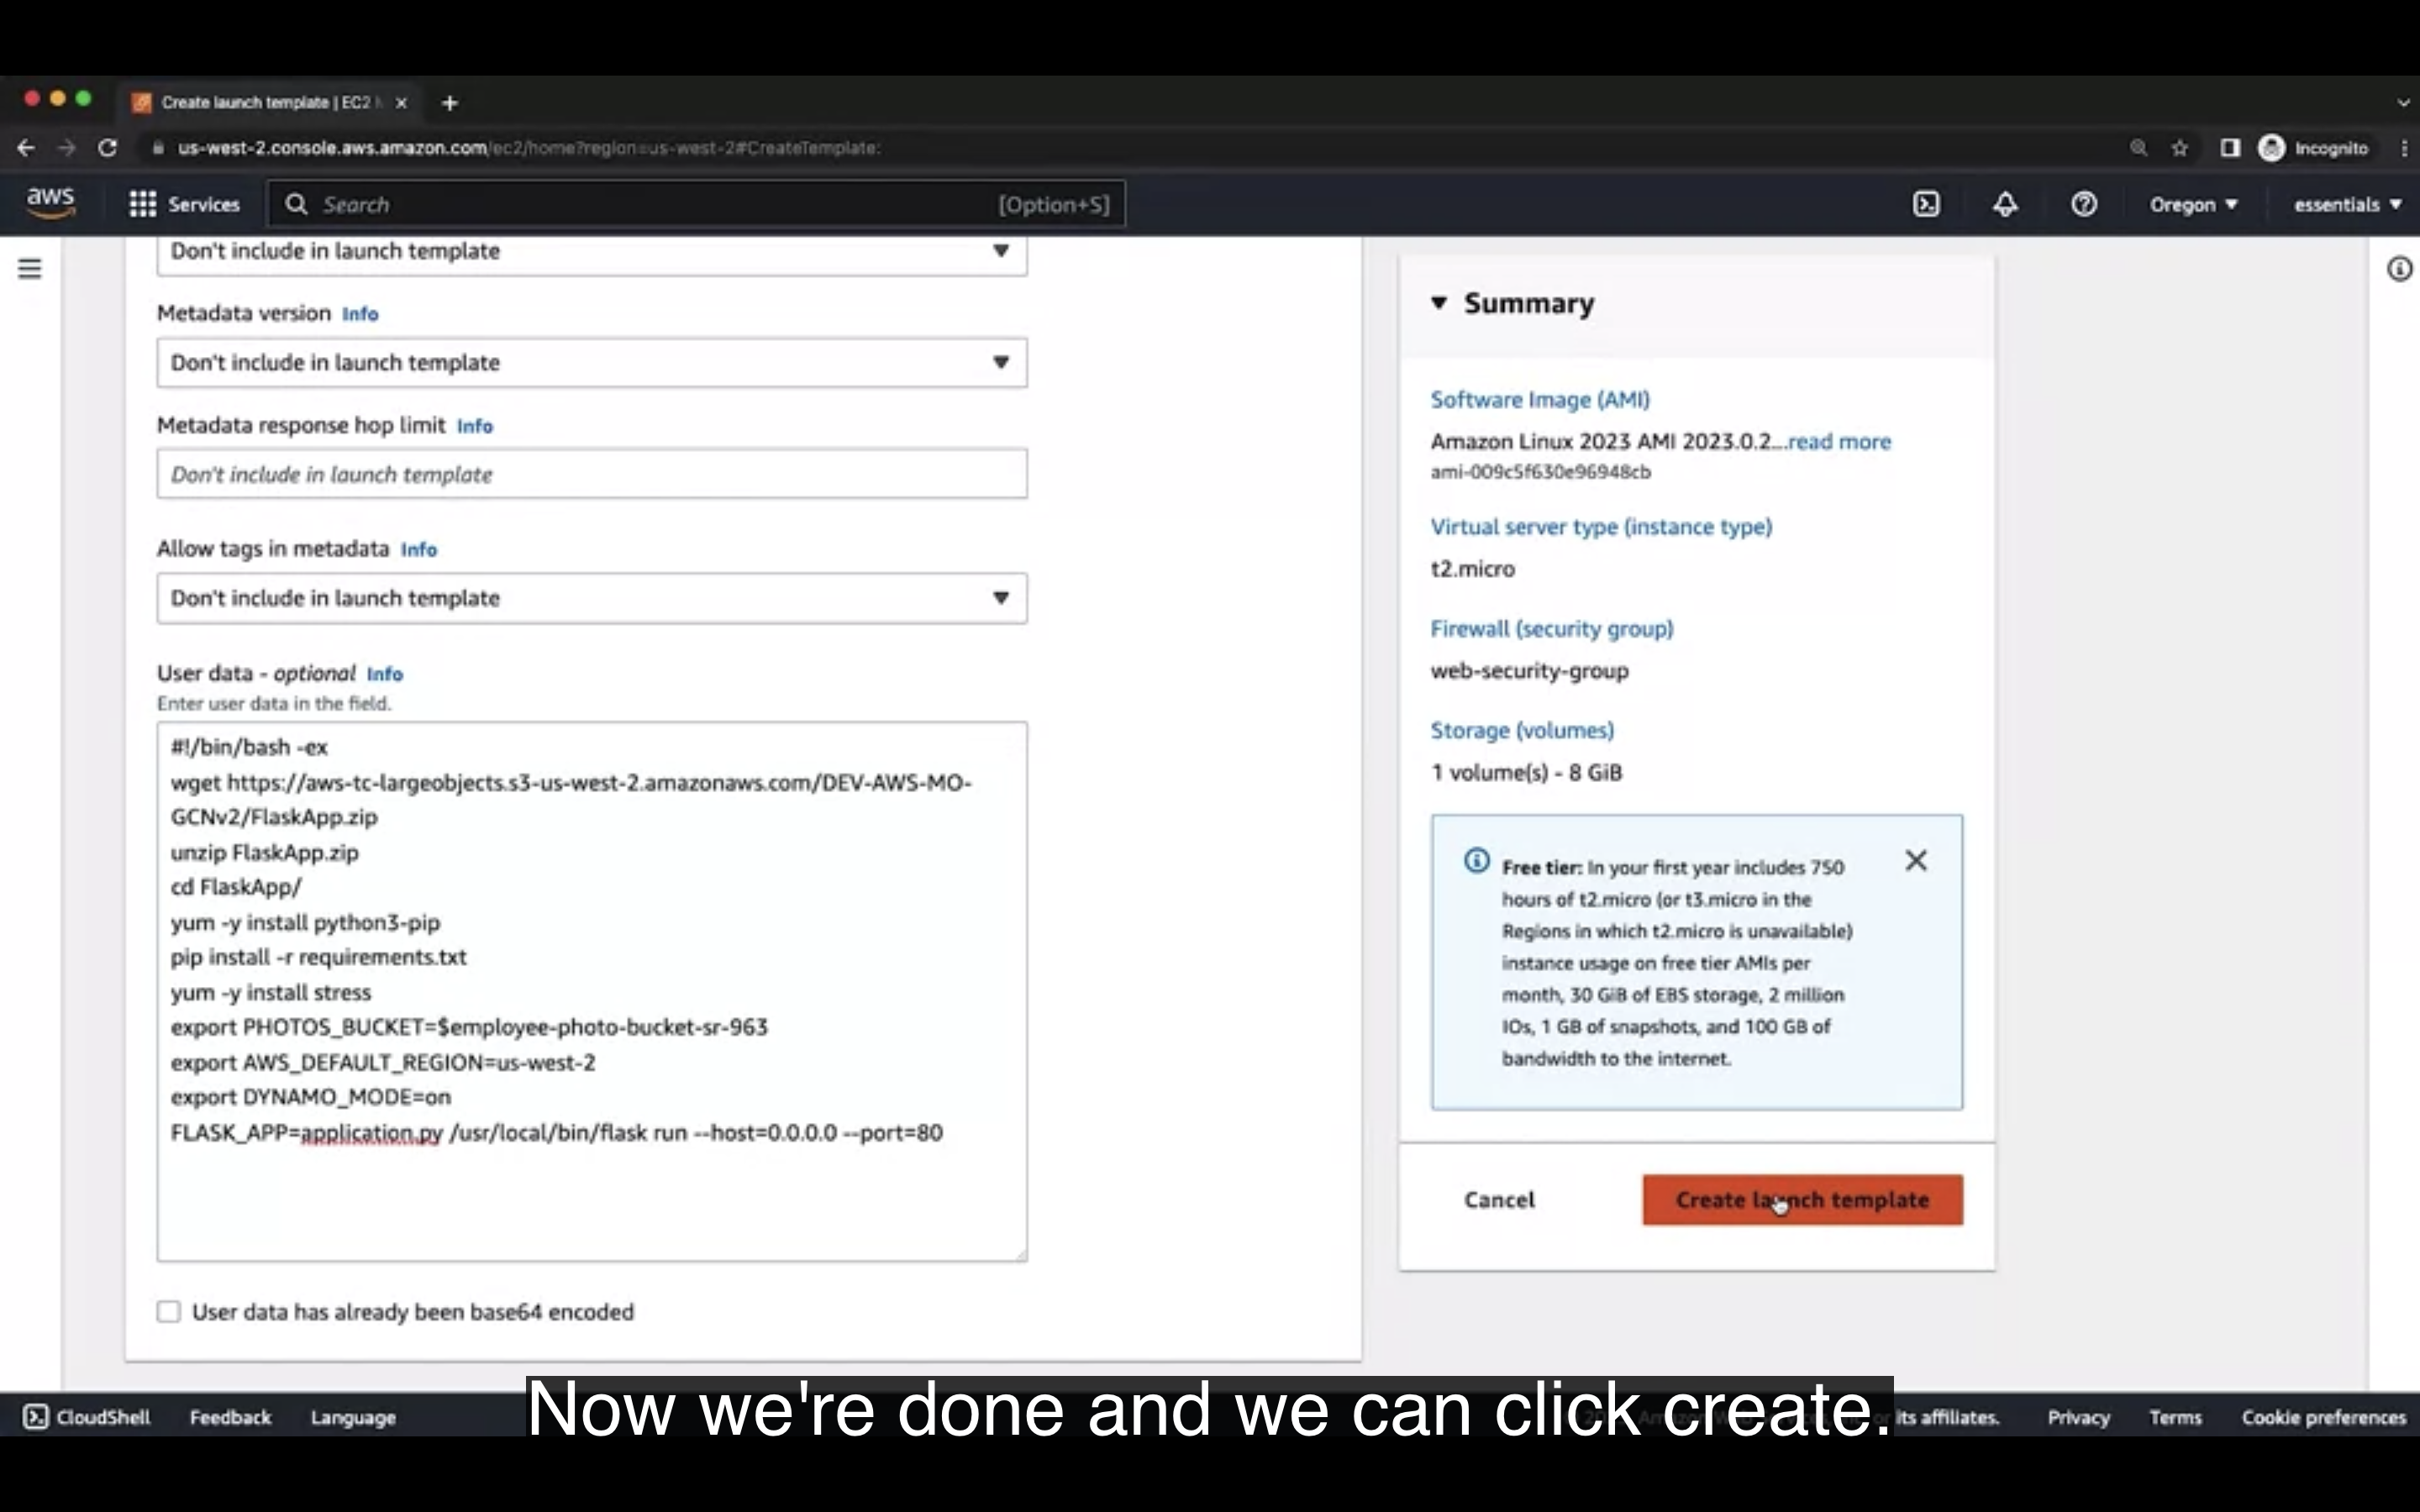 Create launch template | EC2
us-west-2.console.aws.amazon.com/ec2/home?region=us-west-2#CreateTemplate:
Incognito
aws
Services
Search
[Option+S]
Oregon
essentials
Don't include in launch template
Metadata version Info
Don't include in launch template
Metadata response hop limit Info
Don't include in launch template
Allow tags in metadata Info
Don't include in launch template
User data - optional Info
Enter user data in the field.
#!/bin/bash -ex
wget https://aws-tc-largeobjects.s3-us-west-2.amazonaws.com/DEV-AWS-MO-
GCNv2/FlaskApp.zip
unzip FlaskApp.zip
cd FlaskApp/
yum -y install python3-pip
pip install -r requirements.txt
yum -y install stress
export PHOTOS_BUCKET=$employee-photo-bucket-sr-963
export AWS_DEFAULT_REGION=us-west-2
export DYNAMO_MODE=on
FLASK_APP=application.py /usr/local/bin/flask run --host=0.0.0.0 --port=80
User data has already been base64 encoded
Summary
Software Image (AMI)
Amazon Linux 2023 AMI 2023.0.2...read more
ami-009c5f630e96948cb
Virtual server type (instance type)
t2.micro
Firewall (security group)
web-security-group
Storage (volumes)
1 volume(s) - 8 GiB
Free tier: In your first year includes 750
hours of t2.micro (or t3.micro in the
Regions in which t2.micro is unavailable)
instance usage on free tier AMIs per
month, 30 GiB of EBS storage, 2 million
IOs, 1 GB of snapshots, and 100 GB of
bandwidth to the internet.
Cancel
Create launch template
CloudShell
Feedback
Language
Now we're done and we can click create.
its affiliates.
Privacy
Terms
Cookie preferences